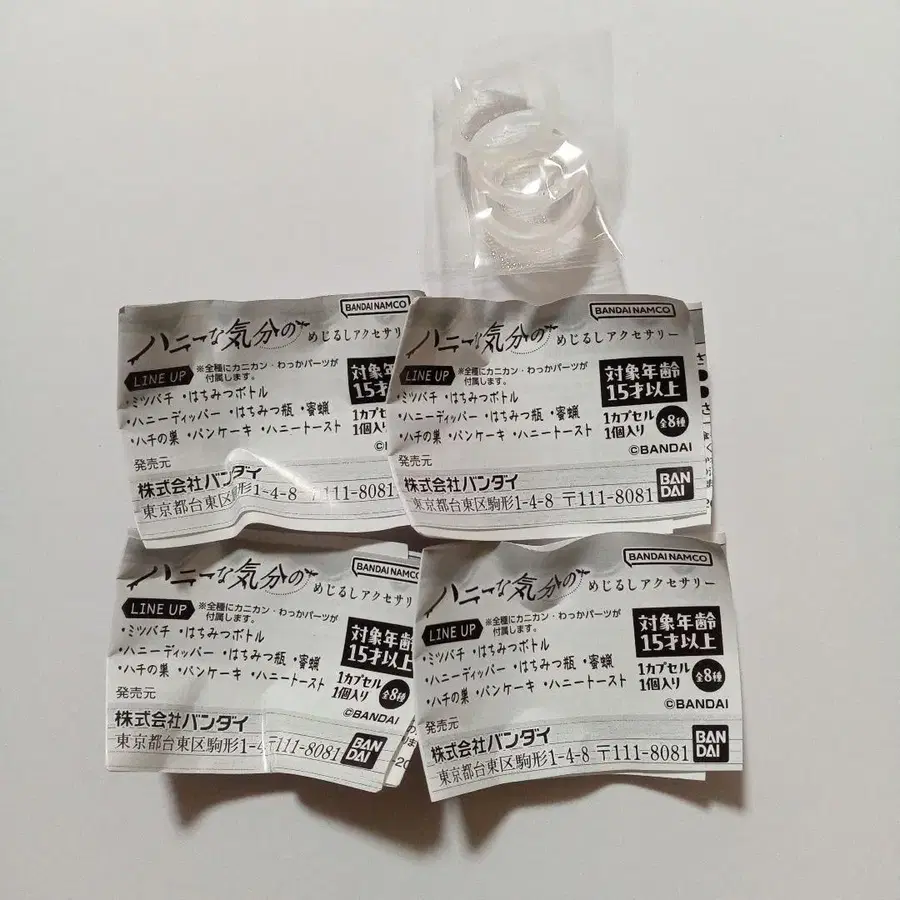 BANDAI NAMCO
ハニーな気分の めじるしアクセサリー
LINE UP ※全種にカニカン・わっかパーツが
付属します。
・ミツバチ ・はちみつボトル
・ハニーディッパー ・はちみつ瓶 ・蜜蝋
・ハチの巣 ・パンケーキ ・ハニートースト
対象年齢
15才以上
1カプセル
1個入り
©
発売元
株式会社バンダイ
東京都台東区駒形1-4-8 〒111-8081
BANDAI NAMCO
ハニーな気分の めじるしアクセサリー
LINE UP ※全種にカニカン・わっかパーツが
付属します。
・ミツバチ ・はちみつボトル
・ハニーディッパー ・はちみつ瓶 ・蜜蝋
・ハチの巣 ・パンケーキ ・ハニートースト
対象年齢
15才以上
1カプセル
1個入り 全8種
©BANDAI
発売元
株式会社バンダイ
東京都台東区駒形1-4-8 〒111-8081
BAN
DAI
BANDAI NAMCO
ハニーな気分の めじるしアクセサリ
LINE UP ※全種にカニカン・わっかパーツが
付属します。
・ミツバチ ・はちみつボトル
・ハニーディッパー ・はちみつ瓶 ・蜜蝋
・ハチの巣 ・パンケーキ ・ハニートースト
対象年齢
15才以上
1カプセル
1個入り 全8種
©BANDAI
発売元
株式会社バンダイ
東京都台東区駒形1-4 〒111-8081
BAN
DAI
BANDAI NAMCO
ハニーな気分の めじるしアクセサリー
LINE UP ※全種にカニカン・わっかパーツが
付属します。
・ミツバチ ・はちみつボトル
・ハニーディッパー ・はちみつ瓶 ・蜜蝋
・ハチの巣 ・パンケーキ ・ハニートースト
対象年齢
15才以上
1カプセル
1個入り 全8種
©BANDAI
発売元
株式会社バンダイ
東京都台東区駒形1-4-8 〒111-8081
BAN
DAI